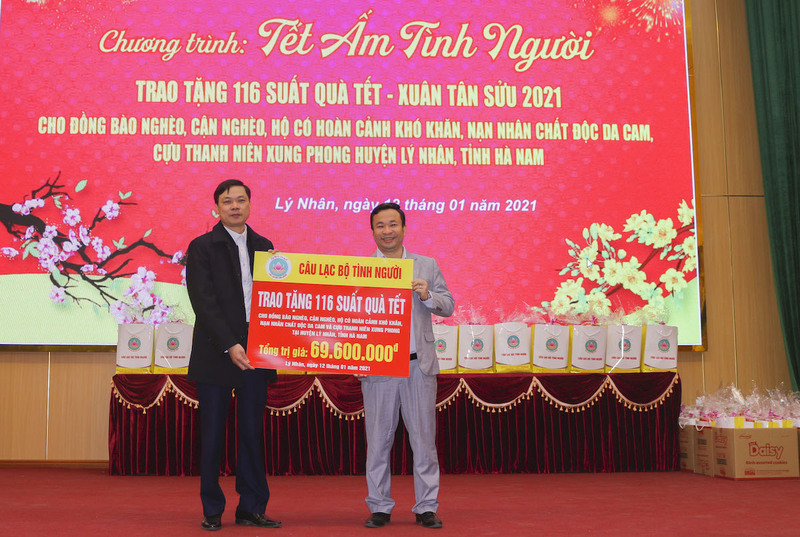 Chương trình: Tết Ấm Tình Người
TRAO TẶNG 116 SUẤT QUÀ TẾT - XUÂN TÂN SỬU 2021
CHO ĐỒNG BÀO NGHÈO, CẬN NGHÈO, HỘ CÓ HOÀN CẢNH KHÓ KHĂN, NẠN NHÂN CHẤT ĐỘC DA CAM,
CỰU THANH NIÊN XUNG PHONG HUYỆN LÝ NHÂN, TỈNH HÀ NAM
Lý Nhân, ngày 12 tháng 01 năm 2021
CÂU LẠC BỘ TÌNH NGƯỜI
TRAO TẶNG 116 SUẤT QUÀ TẾT
CHO ĐỒNG BÀO NGHÈO, CẬN NGHÈO, HỘ CÓ HOÀN CẢNH KHÓ KHĂN,
NẠN NHÂN CHẤT ĐỘC DA CAM VÀ CỰU THANH NIÊN XUNG PHONG
TẠI HUYỆN LÝ NHÂN, TỈNH HÀ NAM
Tổng trị giá: 69.600.000đ
Lý Nhân, ngày 12 tháng 01 năm 2021
Daisy